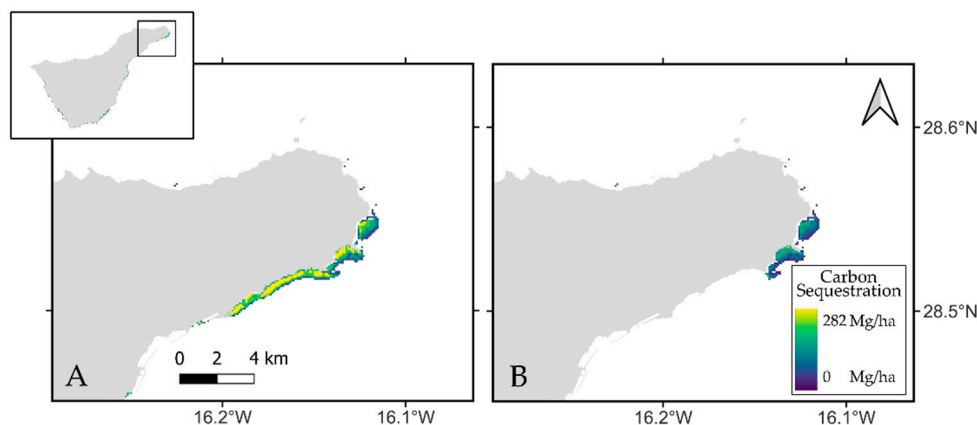 28.6°N
Carbon
Sequestration
282 Mg/ha
0 Mg/ha
28.5°N
0 2 4 km
A
B
16.2°W 16.1°W 16.2°W 16.1°W